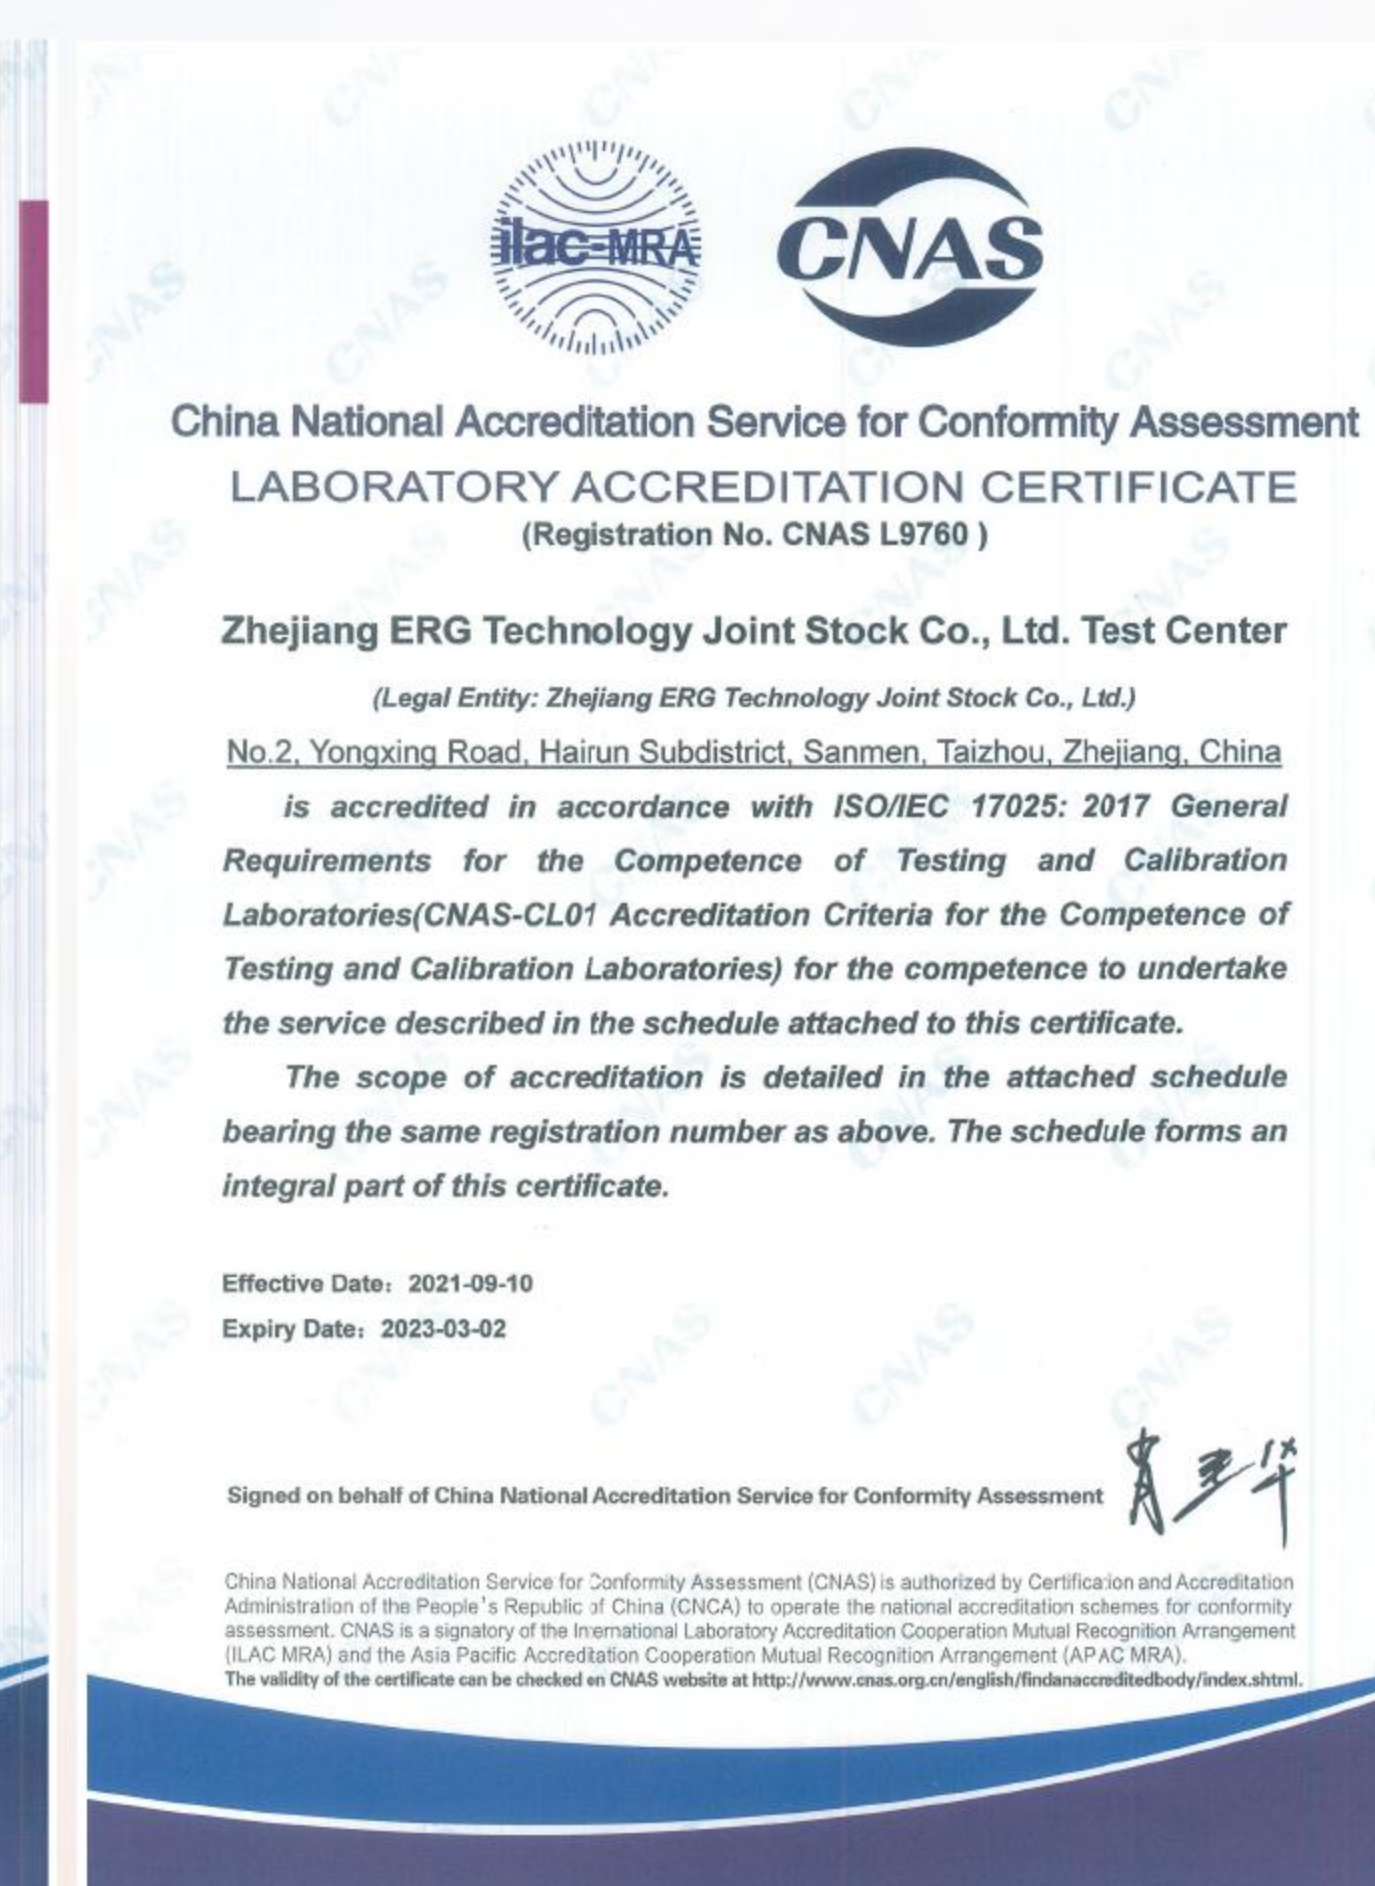 ilac-MRA
CNAS
China National Accreditation Service for Conformity Assessment
LABORATORY ACCREDITATION CERTIFICATE
(Registration No. CNAS L9760 )
Zhejiang ERG Technology Joint Stock Co., Ltd. Test Center
(Legal Entity: Zhejiang ERG Technology Joint Stock Co., Ltd.)
No.2, Yongxing Road, Hairun Subdistrict, Sanmen, Taizhou, Zhejiang, China
is accredited in accordance with ISO/IEC 17025: 2017 General
Requirements for the Competence of Testing and Calibration
Laboratories(CNAS-CL01 Accreditation Criteria for the Competence of
Testing and Calibration Laboratories) for the competence to undertake
the service described in the schedule attached to this certificate.
The scope of accreditation is detailed in the attached schedule
bearing the same registration number as above. The schedule forms an
integral part of this certificate.
Effective Date: 2021-09-10
Expiry Date: 2023-03-02
Signed on behalf of China National Accreditation Service for Conformity Assessment
China National Accreditation Service for Conformity Assessment (CNAS) is authorized by Certification and Accreditation
Administration of the People's Republic of China (CNCA) to operate the national accreditation schemes for conformity
assessment. CNAS is a signatory of the International Laboratory Accreditation Cooperation Mutual Recognition Arrangement
(ILAC MRA) and the Asia Pacific Accreditation Cooperation Mutual Recognition Arrangement (APAC MRA).
The validity of the certificate can be checked on CNAS website at http://www.cnas.org.cn/english/findanaccreditedbody/index.shtml.